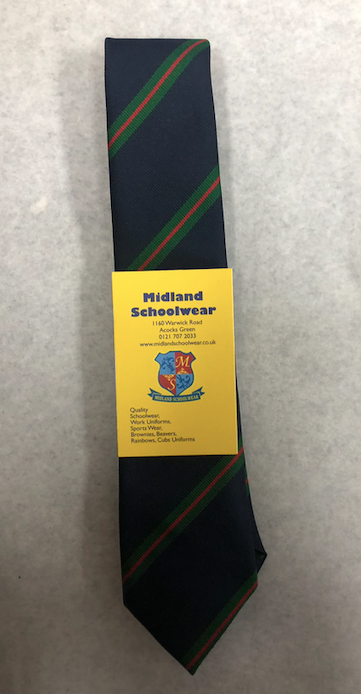 Midland
Schoolwear
1160 Warwick Road
Acocks Green
0121 707 2033
www.midlandschoolwear.co.uk
M
S
MIDLAND SCHOOLWEAR
Quality
Schoolwear,
Work Uniforms,
Sports Wear,
Brownies, Beavers,
Rainbows, Cubs Uniforms